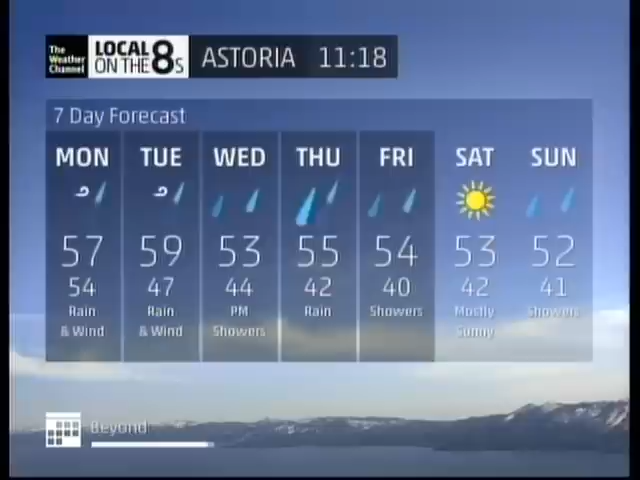 The Weather Channel
LOCAL ON THE 8s
ASTORIA 11:18
7 Day Forecast
MON TUE WED THU FRI SAT SUN
57 59 53 55 54 53 52
54 47 44 42 40 42 41
Rain & Wind
Rain & Wind
PM Showers
Rain
Showers
Mostly Sunny
Showers
Beyond